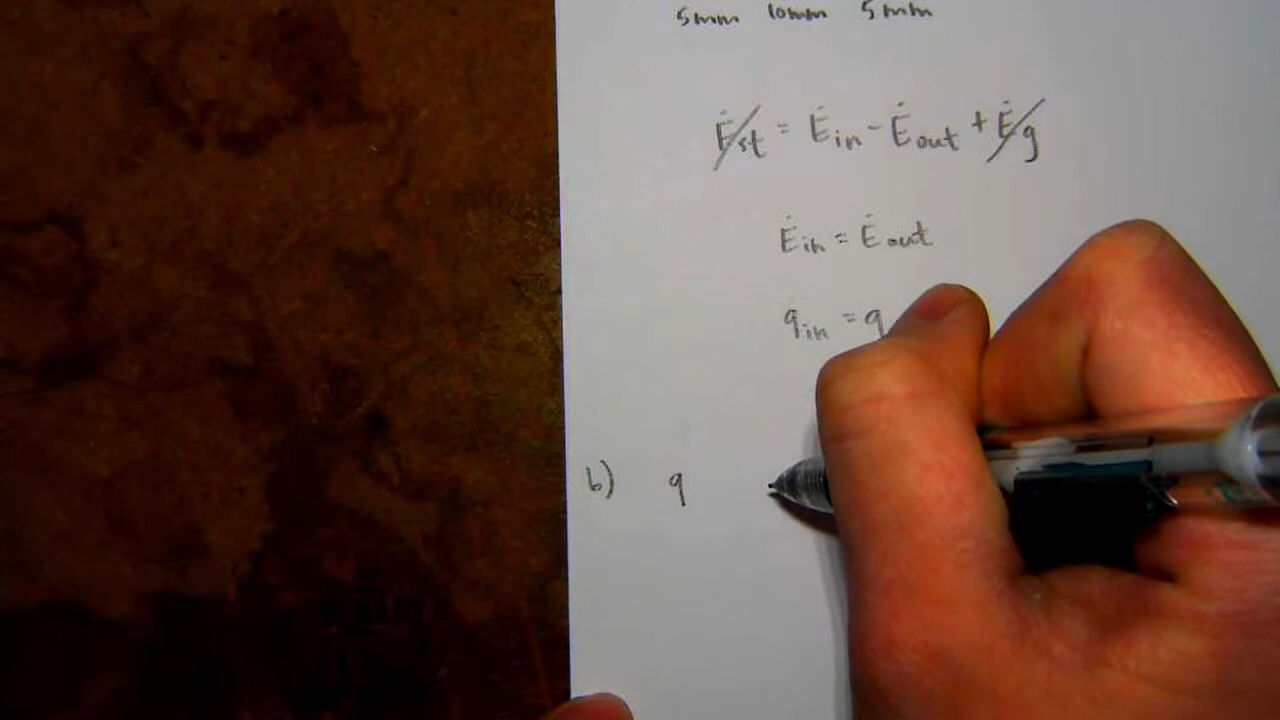 5mm 10mm 5mm
Ėst = Ėin - Ėout + Ėg
Ėin = Ėout
qin = q
b) q